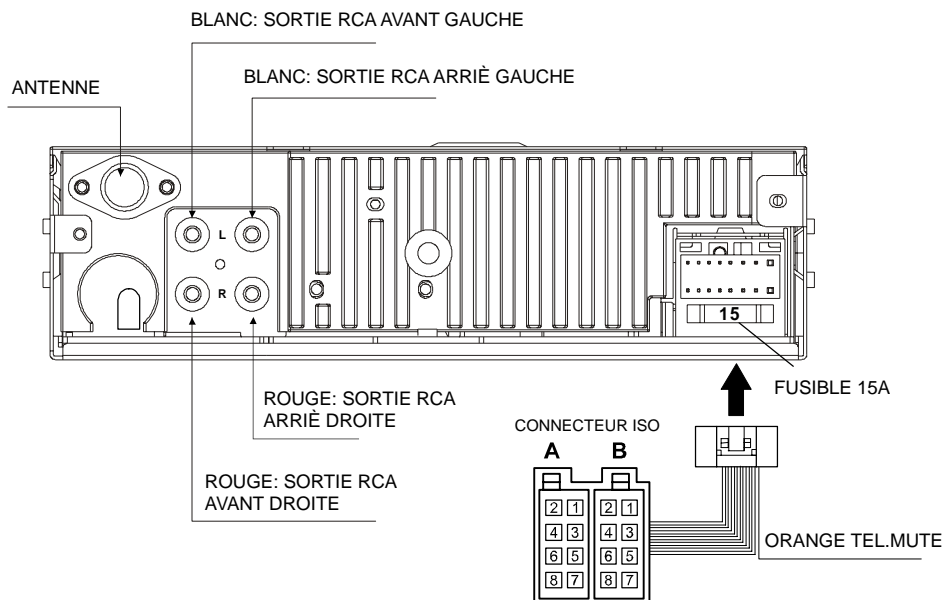 BLANC: SORTIE RCA AVANT GAUCHE
BLANC: SORTIE RCA ARRIÈ GAUCHE
ANTENNE
L
R
15
FUSIBLE 15A
ROUGE: SORTIE RCA
ARRIÈ DROITE
CONNECTEUR ISO
A B
ROUGE: SORTIE RCA
AVANT DROITE
2 1 2 1
4 3 4 3
6 5 6 5
8 7 8 7
ORANGE TEL.MUTE